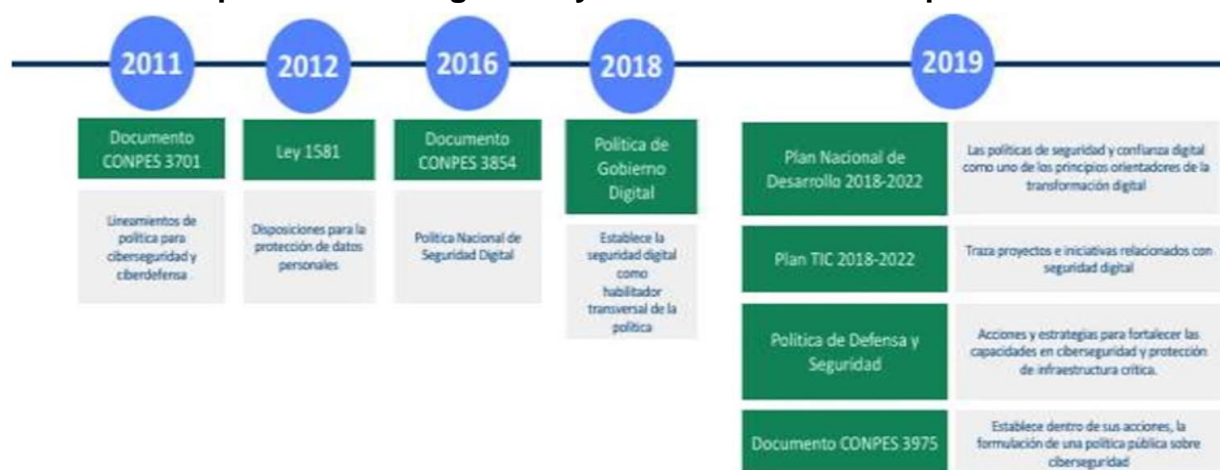 2011
2012
2016
2018
2019
Documento
CONPES 3701
Lineamientos de
política para
ciberseguridad y
ciberdefensa
Ley 1581
Disposiciones para la
protección de datos
personales
Documento
CONPES 3854
Política Nacional de
Seguridad Digital
Política de
Gobierno
Digital
Establece la
seguridad digital
como
habilitador
transversal de la
política
Plan Nacional de
Desarrollo 2018-2022
Las políticas de seguridad y confianza digital
como uno de los principios orientadores de la
transformación digital
Plan TIC 2018-2022
Traza proyectos e iniciativas relacionados con
seguridad digital
Política de Defensa y
Seguridad
Acciones y estrategias para fortalecer las
capacidades en ciberseguridad y protección
de infraestructura crítica.
Documento CONPES 3975
Establece dentro de sus acciones, la
formulación de una política pública sobre
ciberseguridad